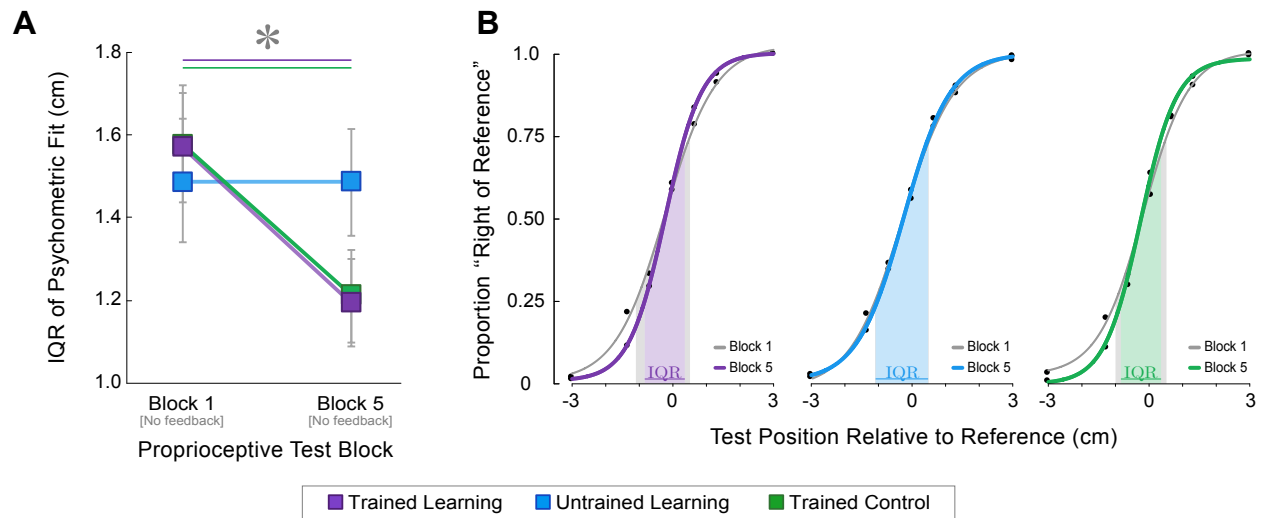 A
IQR of Psychometric Fit (cm)
1.8
1.6
1.4
1.2
1.0
*
Block 1
[No feedback]
Block 5
[No feedback]
Proprioceptive Test Block
B
Proportion “Right of Reference”
1.0
0.75
0.50
0.25
0
IQR
Block 1
Block 5
-3
0
3
IQR
Block 1
Block 5
-3
0
3
IQR
Block 1
Block 5
-3
0
3
Test Position Relative to Reference (cm)
Trained Learning
Untrained Learning
Trained Control